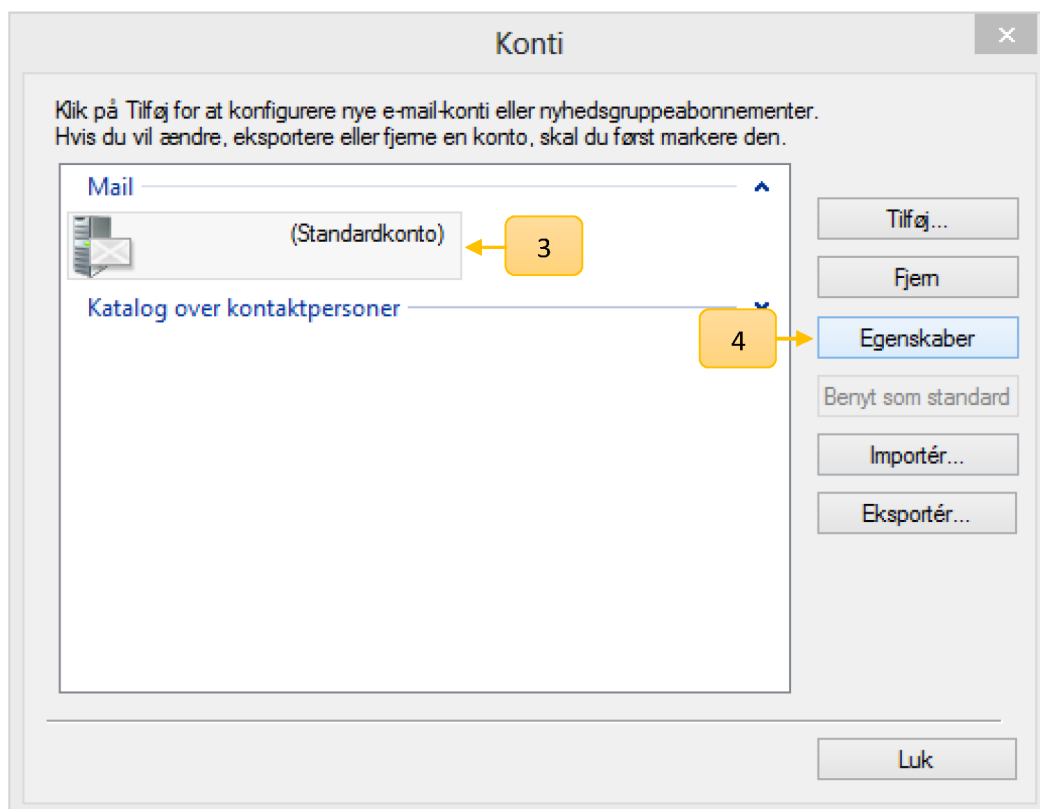 Konti
Klik på Tilføj for at konfigurere nye e-mail-konti eller nyhedsgruppeabonnementer.
Hvis du vil ændre, eksportere eller fjerne en konto, skal du først markere den.
Mail
(Standardkonto)
3
Katalog over kontaktpersoner
4
Tilføj...
Fjern
Egenskaber
Benyt som standard
Importér...
Eksportér...
Luk